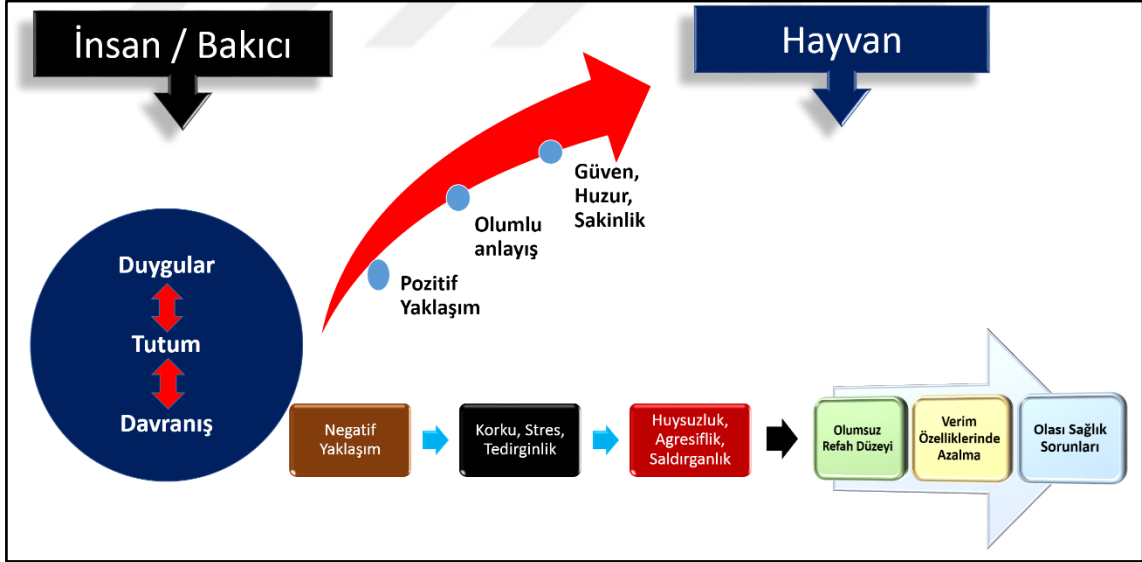 İnsan / Bakıcı
Hayvan
Duygular
Tutum
Davranış
Pozitif
Yaklaşım
Olumlu
anlayış
Güven,
Huzur,
Sakinlik
Negatif
Yaklaşım
Korku, Stres,
Tedirginlik
Huysuzluk,
Agresiflik,
Saldırganlık
Olumsuz
Refah Düzeyi
Verim
Özelliklerinde
Azalma
Olası Sağlık
Sorunları